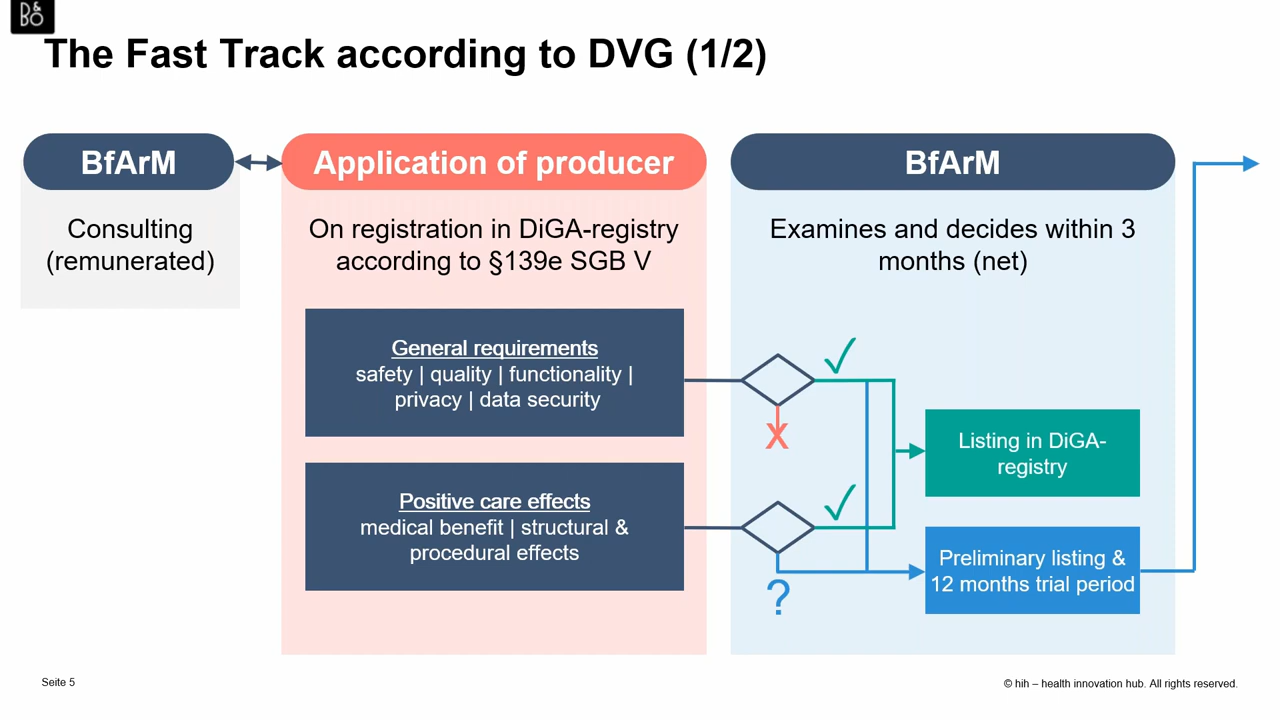 B&
BO
The Fast Track according to DVG (1/2)
BfArM
Consulting
(remunerated)
Application of producer
On registration in DiGA-registry
according to §139e SGB V
General requirements
safety | quality | functionality |
privacy | data security
Positive care effects
medical benefit | structural &
procedural effects
BfArM
Examines and decides within 3
months (net)
X
?
Listing in DiGA-
registry
Preliminary listing &
12 months trial period
Seite 5
© hih – health innovation hub. All rights reserved.